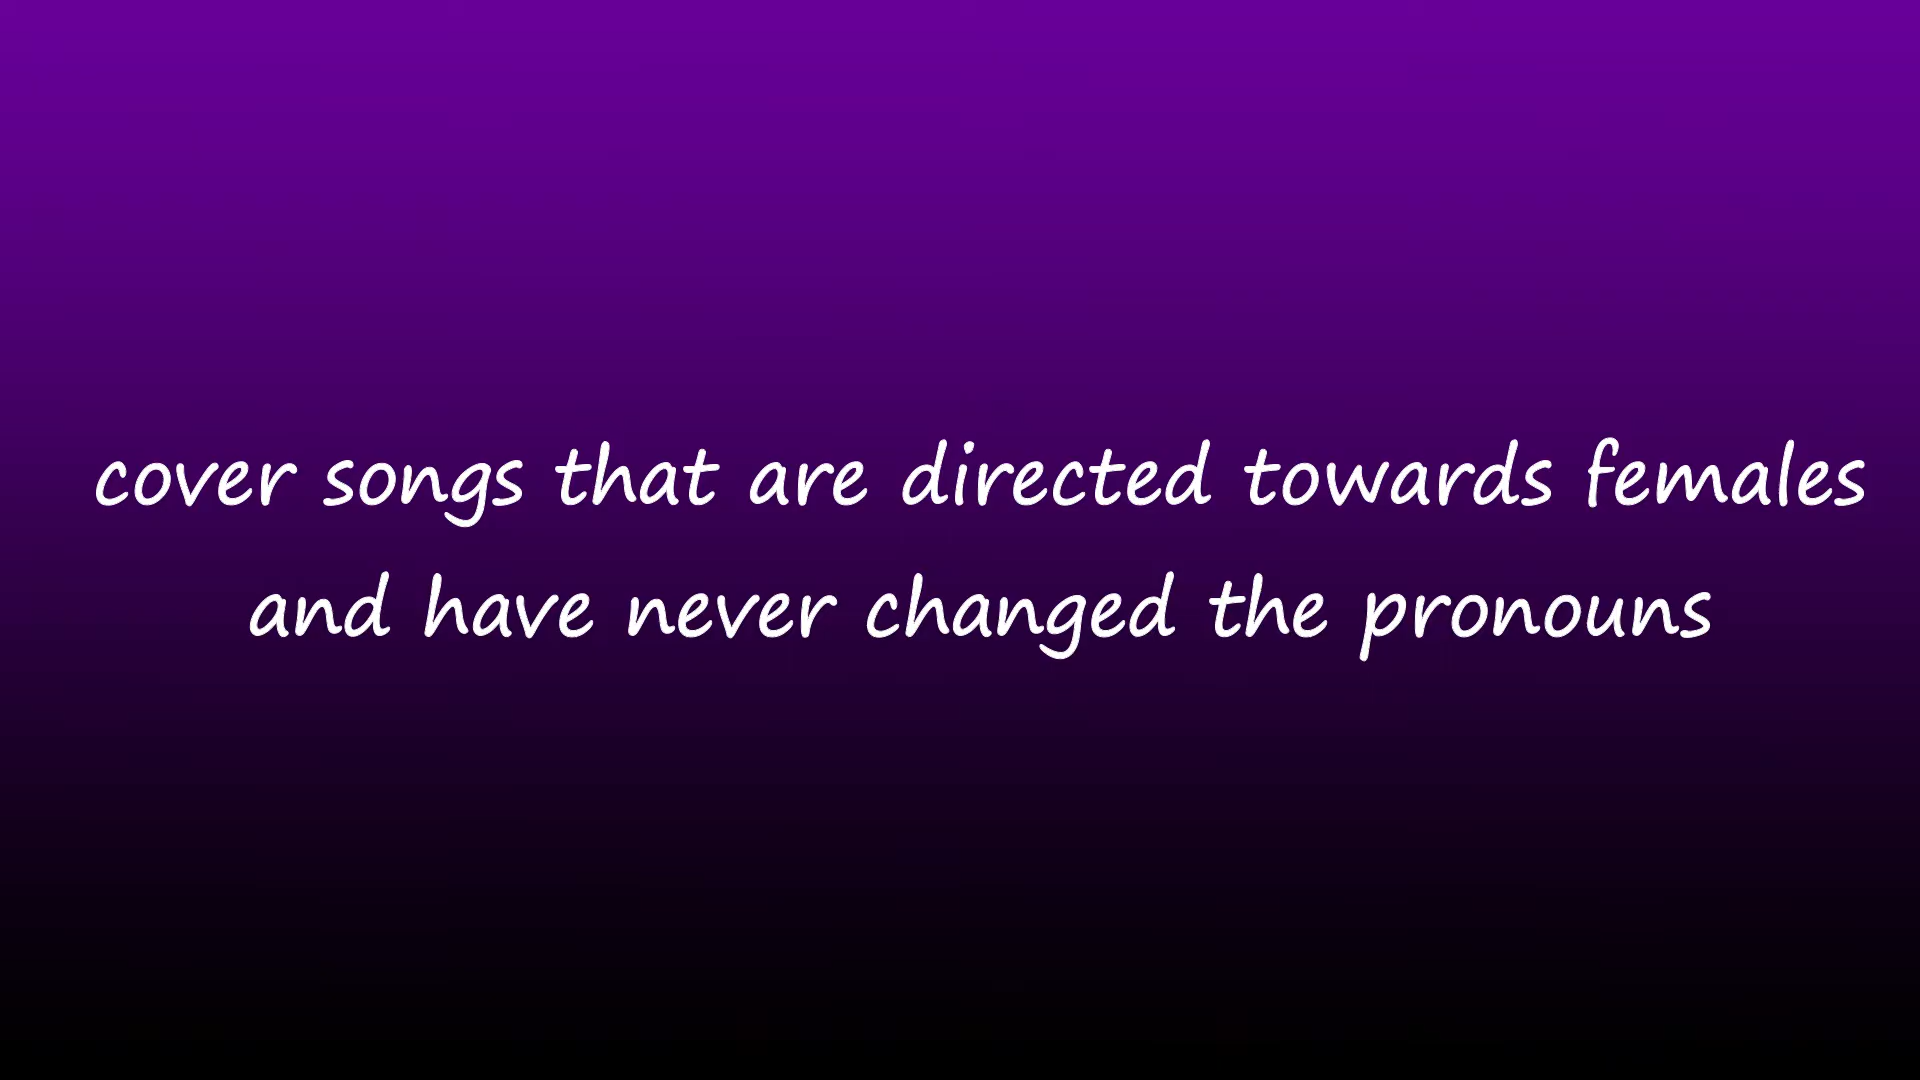 cover songs that are directed towards females
and have never changed the pronouns